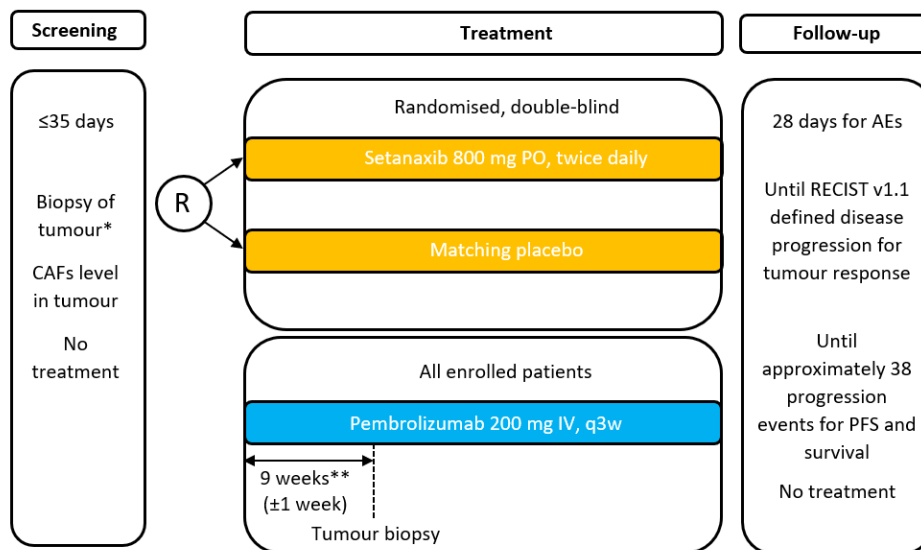 Screening
Treatment
Follow-up
≤35 days
Biopsy of
tumour*
CAFs level
in tumour
No
treatment
R
Randomised, double-blind
Setanaxib 800 mg PO, twice daily
Matching placebo
All enrolled patients
Pembrolizumab 200 mg IV, q3w
9 weeks**
(±1 week)
Tumour biopsy
28 days for AEs
Until RECIST v1.1
defined disease
progression for
tumour response
Until
approximately 38
progression
events for PFS and
survival
No treatment